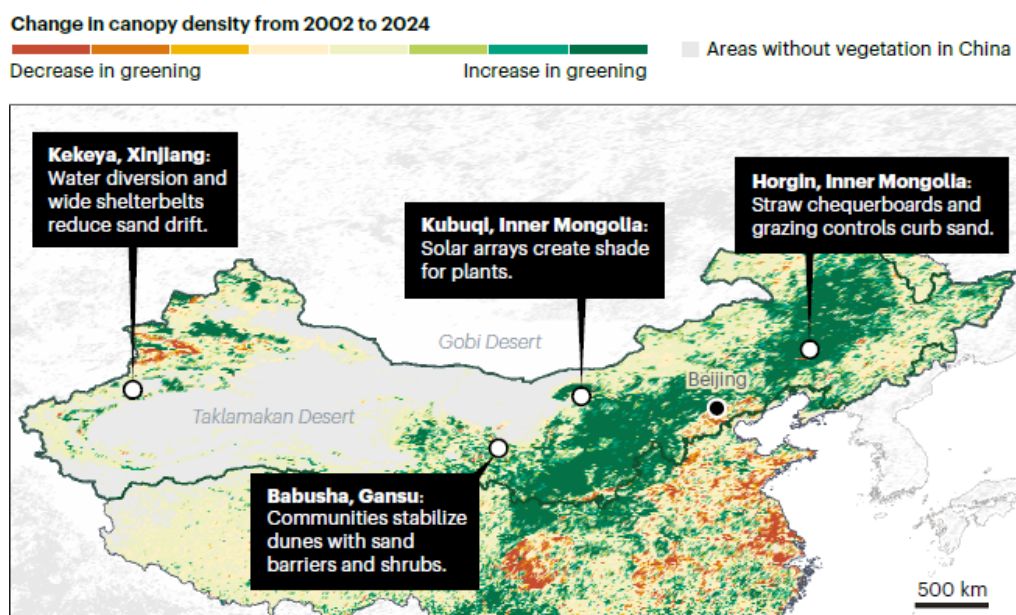 Change in canopy density from 2002 to 2024
Decrease in greening
Increase in greening
Areas without vegetation in China
Kekeya, Xinjiang:
Water diversion and
wide shelterbelts
reduce sand drift.
Kubuqi, Inner Mongolia:
Solar arrays create shade
for plants.
Horgin, Inner Mongolia:
Straw chequerboards and
grazing controls curb sand.
Gobi Desert
Beijing
Taklamakan Desert
Babusha, Gansu:
Communities stabilize
dunes with sand
barriers and shrubs.
500 km